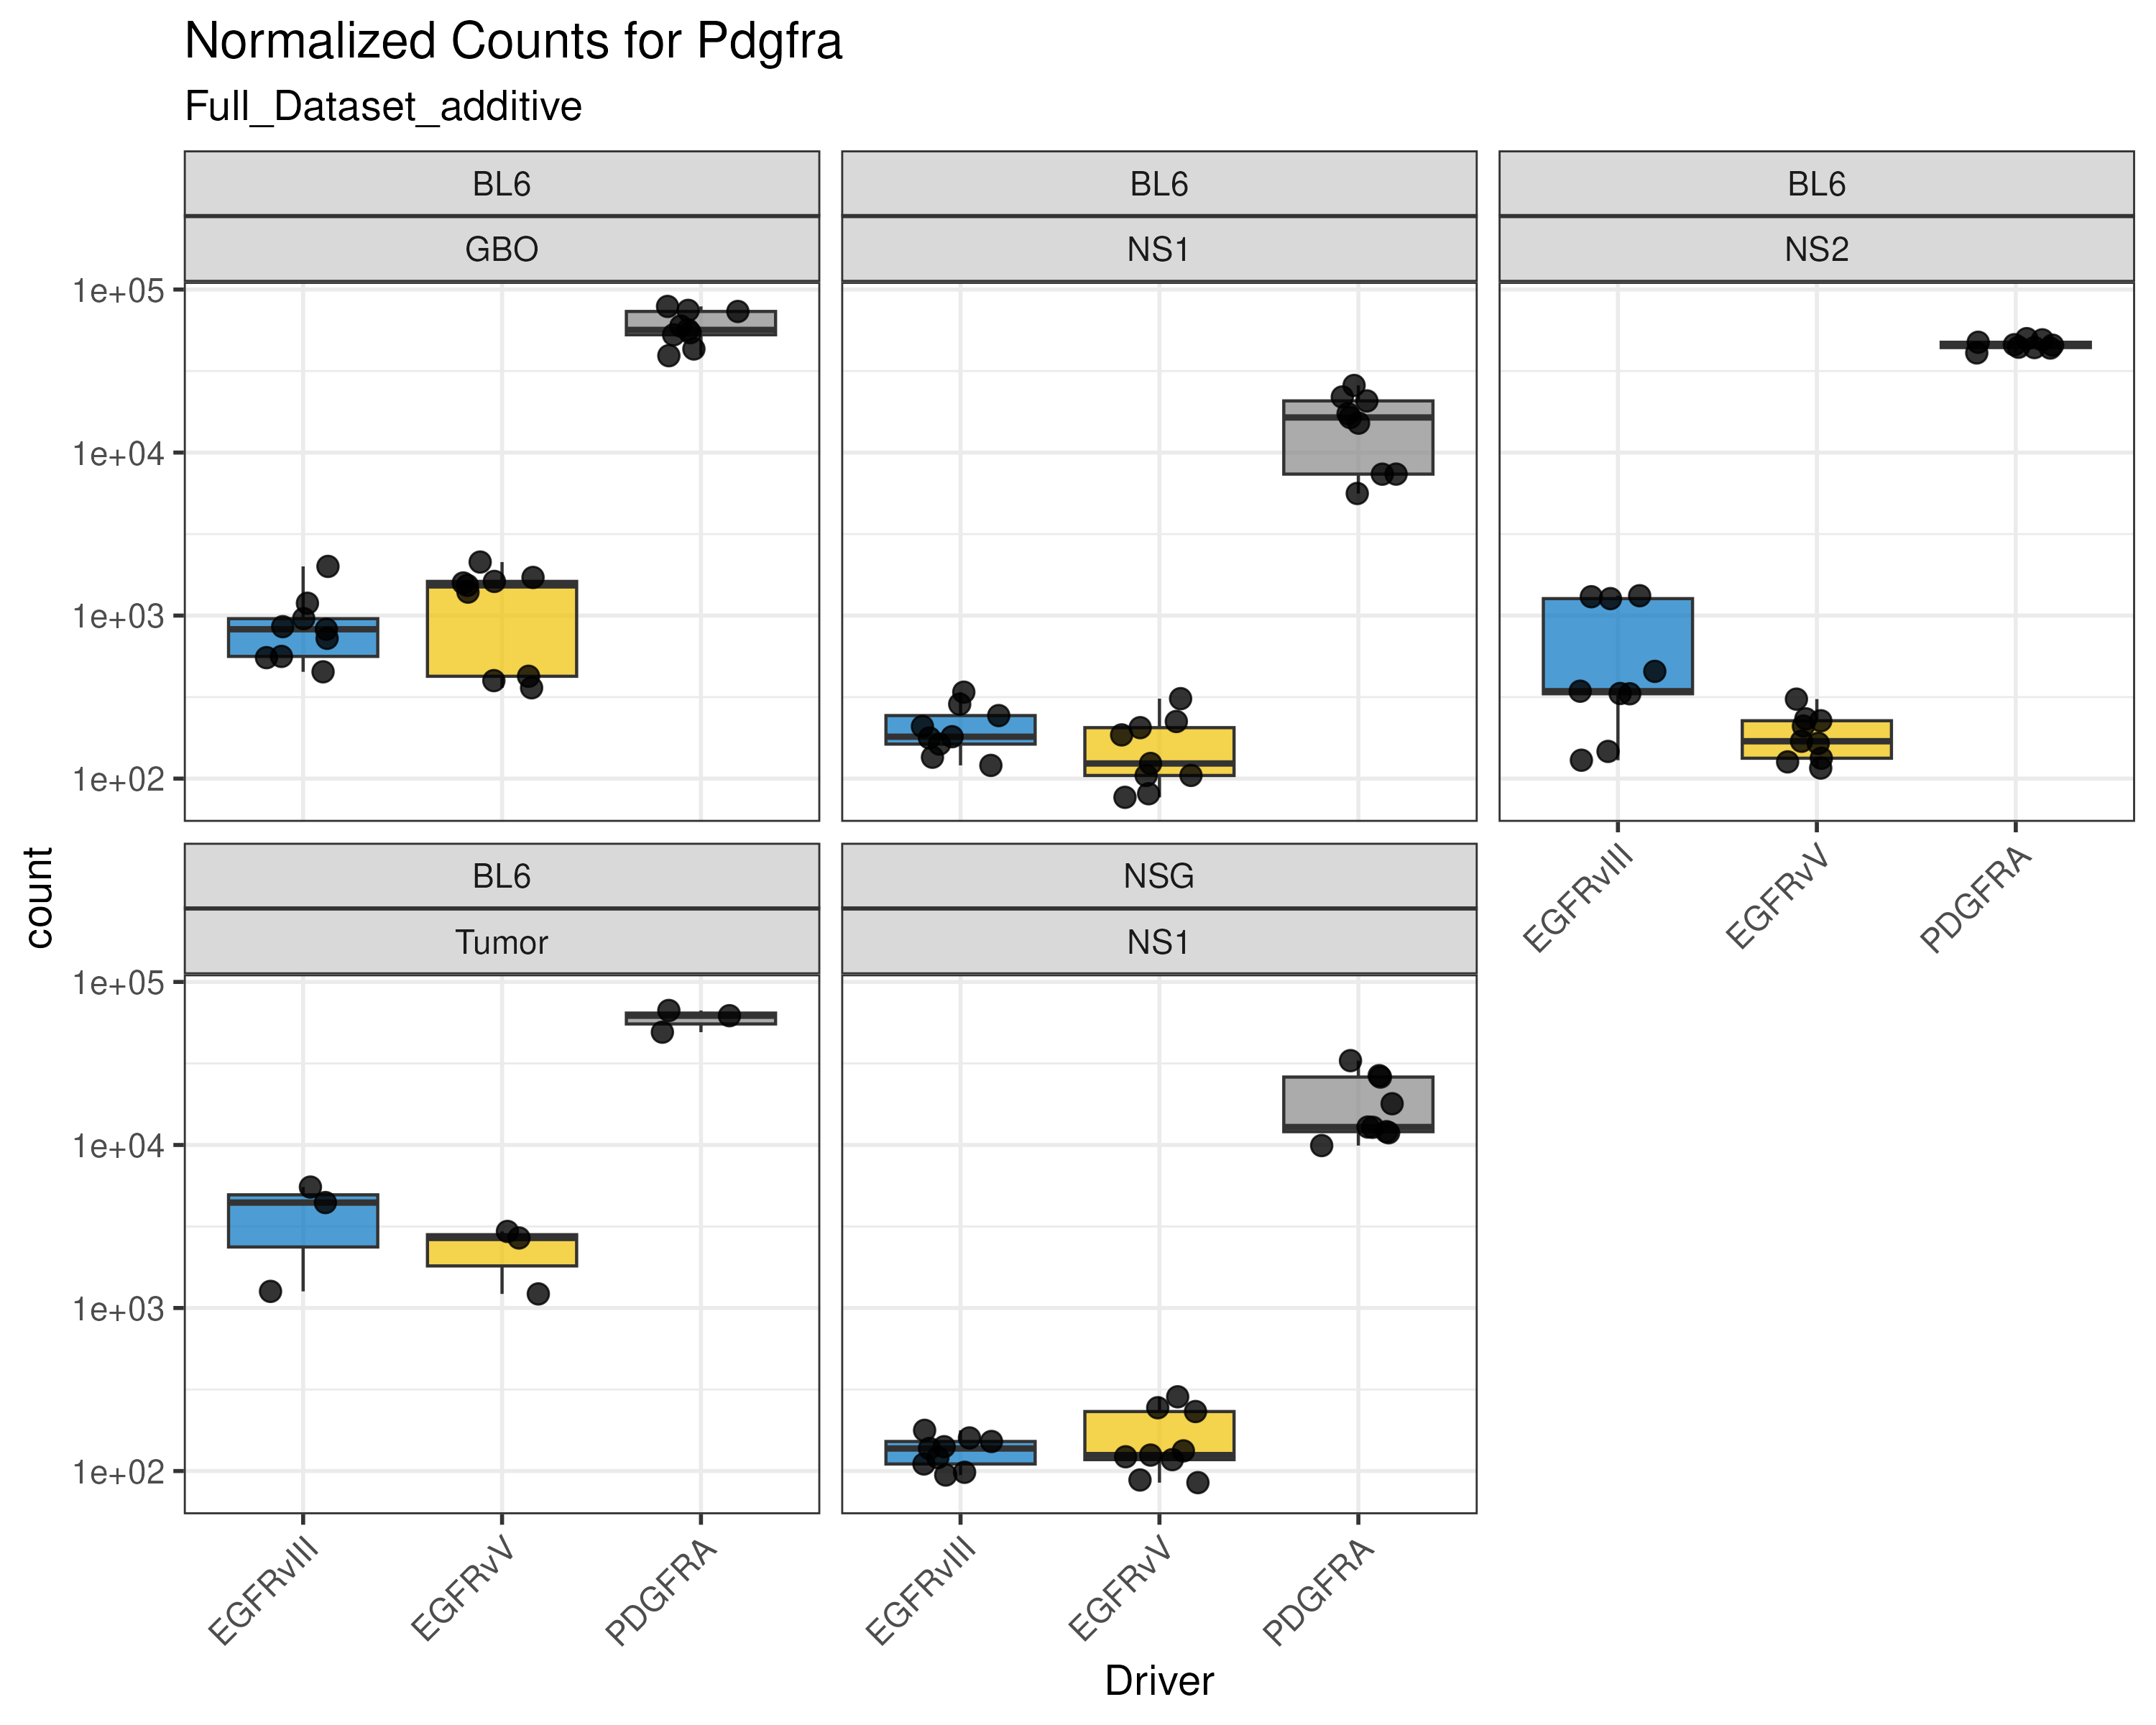 Normalized Counts for Pdgfra
Full_Dataset_additive
BL6
GBO
BL6
NS1
BL6
NS2
1e+05
1e+04
1e+03
1e+02
EGFRvIII
EGFRvV
PDGFRA
count
BL6
Tumor
NSG
NS1
1e+05
1e+04
1e+03
1e+02
EGFRvIII
EGFRvV
PDGFRA
EGFRvIII
EGFRvV
PDGFRA
Driver